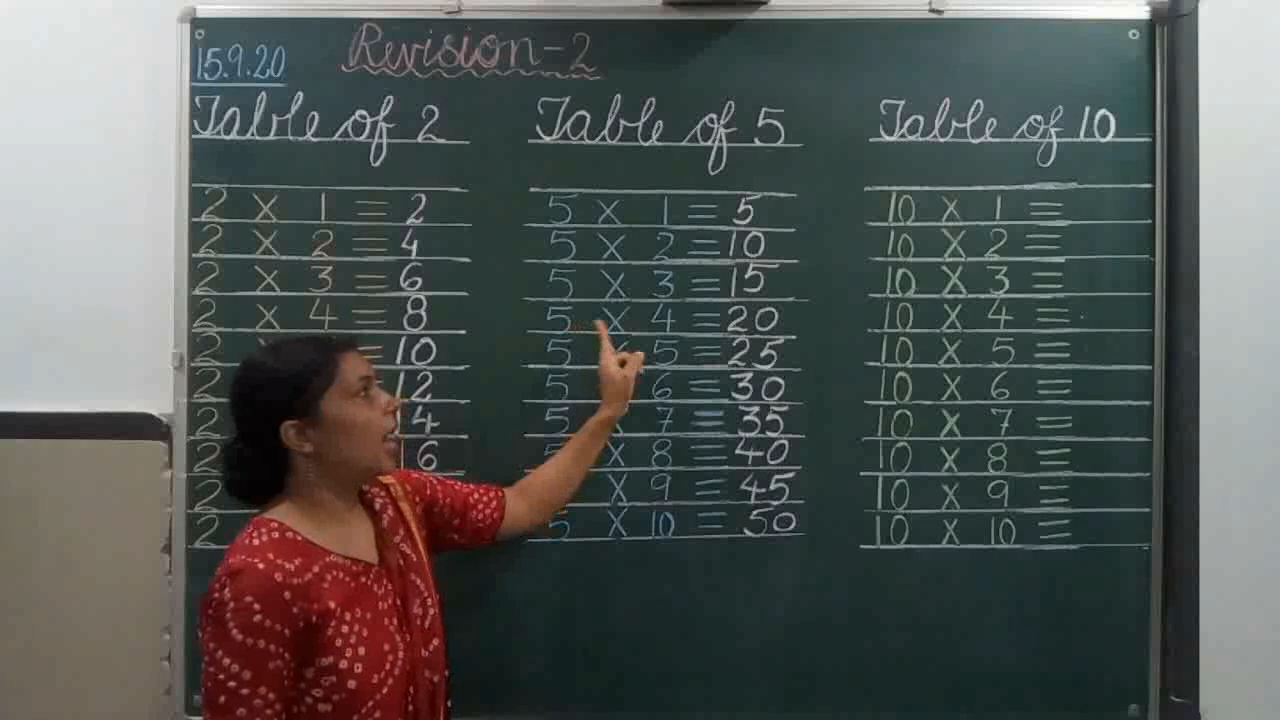 15.9.20
Revision-2
Table of 2
2 X 1 = 2
2 X 2 = 4
2 X 3 = 6
2 X 4 = 8
2 = 10
2 12
2 4
2 6
2
2
Table of 5
5 X 1 = 5
5 X 2 = 10
5 X 3 = 15
5 X 4 = 20
5 X 5 = 25
5 6 = 30
5 X 7 = 35
5 X 8 = 40
X 9 = 45
5 X 10 = 50
Table of 10
10 X 1 =
10 X 2 =
10 X 3 =
10 X 4 =
10 X 5 =
10 X 6 =
10 X 7 =
10 X 8 =
10 X 9 =
10 X 10 =